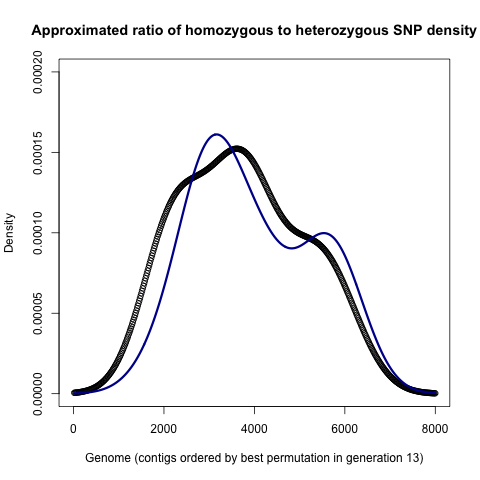 Approximated ratio of homozygous to heterozygous SNP density
0.00020
0.00015
0.00010
0.00005
0.00000
Density
0 2000 4000 6000 8000
Genome (contigs ordered by best permutation in generation 13)